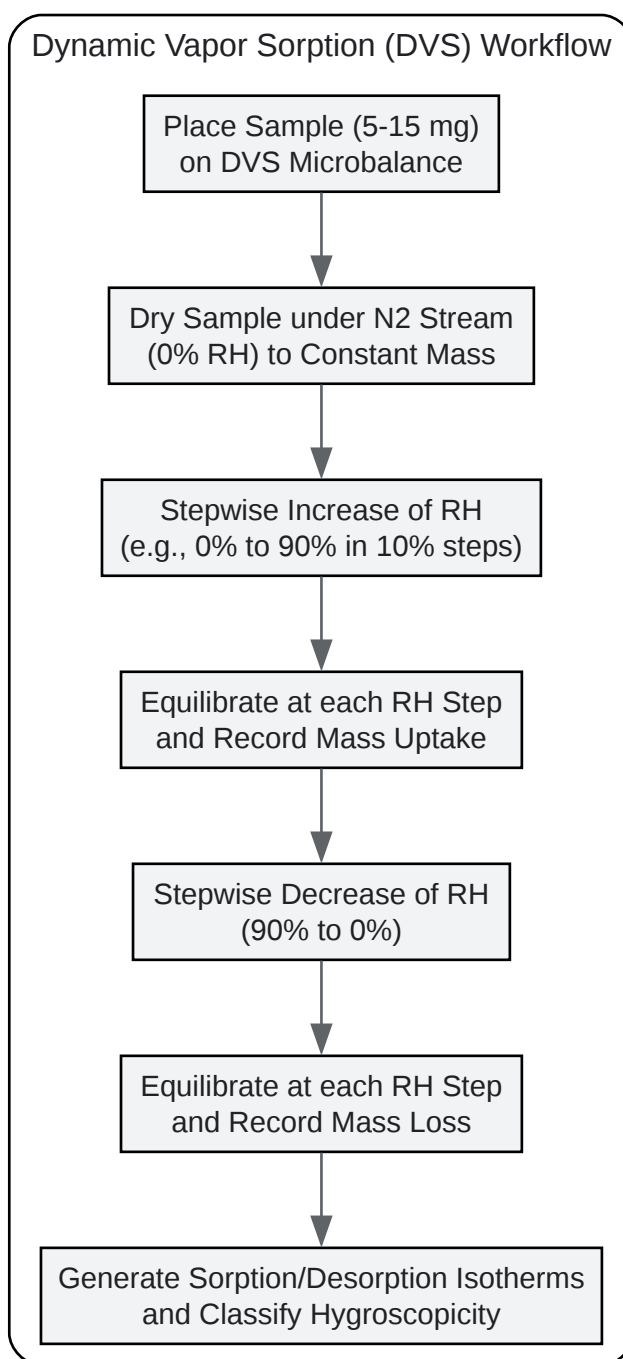 Dynamic Vapor Sorption (DVS) Workflow
Place Sample (5-15 mg)
on DVS Microbalance
Dry Sample under N2 Stream
(0% RH) to Constant Mass
Stepwise Increase of RH
(e.g., 0% to 90% in 10% steps)
Equilibrate at each RH Step
and Record Mass Uptake
Stepwise Decrease of RH
(90% to 0%)
Equilibrate at each RH Step
and Record Mass Loss
Generate Sorption/Desorption Isotherms
and Classify Hygroscopicity